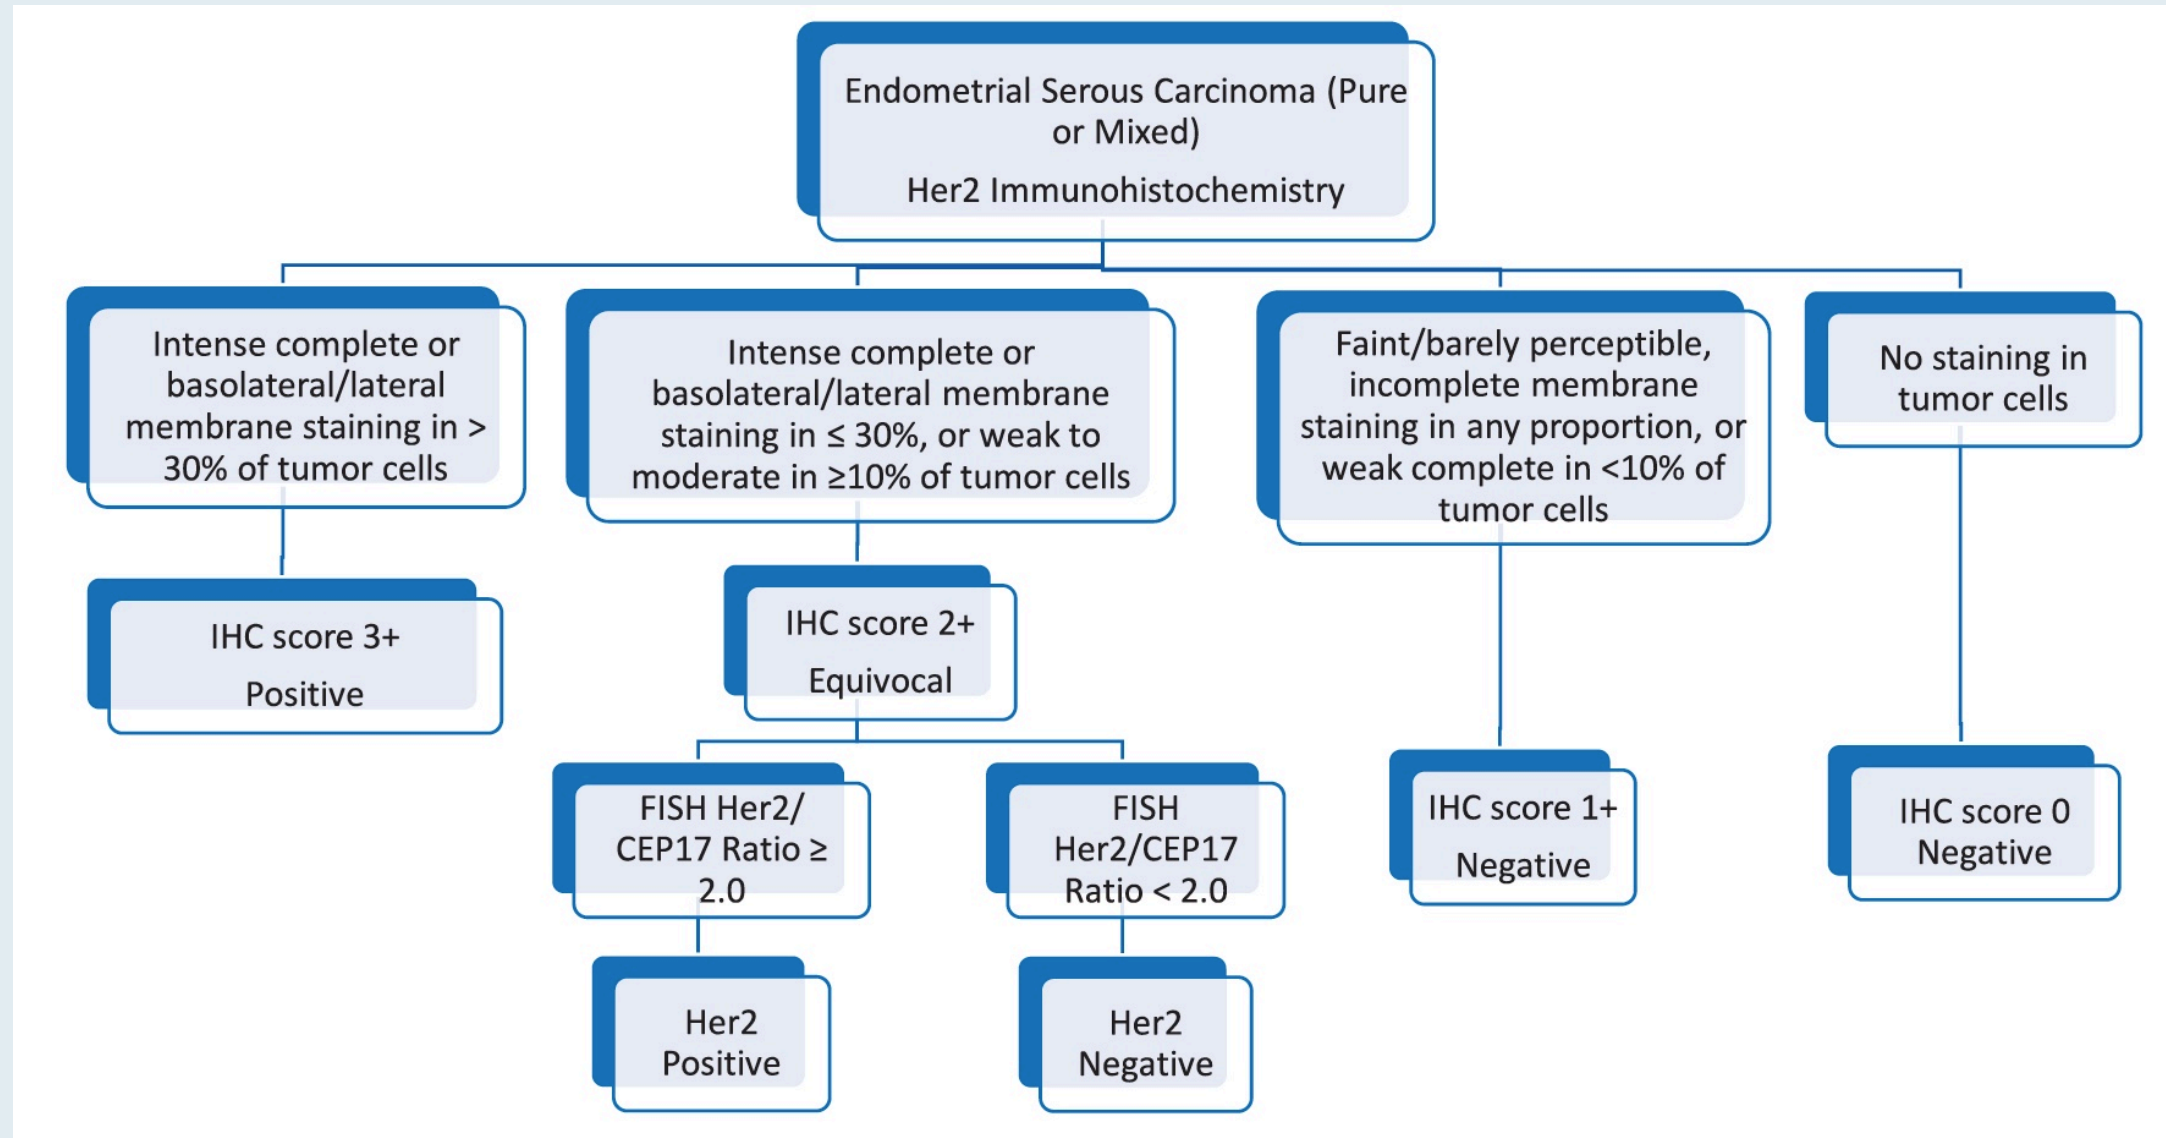 Endometrial Serous Carcinoma (Pure
or Mixed)
Her2 Immunohistochemistry
Intense complete or
basolateral/lateral
membrane staining in >
30% of tumor cells
Intense complete or
basolateral/lateral membrane
staining in ≤ 30%, or weak to
moderate in ≥10% of tumor cells
Faint/barely perceptible,
incomplete membrane
staining in any proportion, or
weak complete in <10% of
tumor cells
No staining in
tumor cells
IHC score 3+
Positive
IHC score 2+
Equivocal
FISH Her2/
CEP17 Ratio ≥
2.0
FISH
Her2/CEP17
Ratio < 2.0
IHC score 1+
Negative
IHC score 0
Negative
Her2
Positive
Her2
Negative